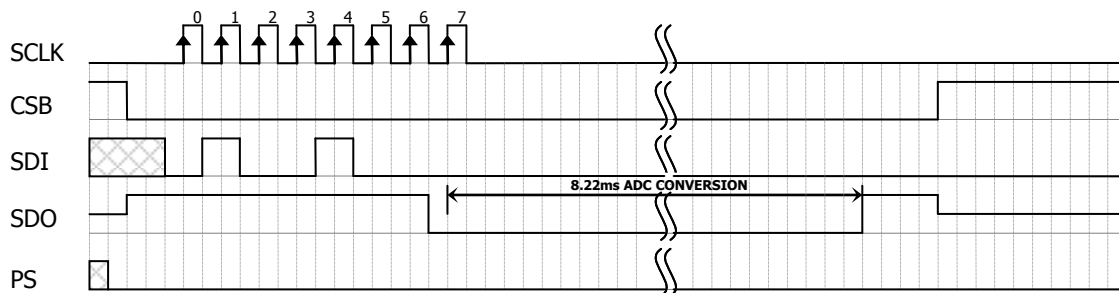 0 1 2 3 4 5 6 7
SCLK
CSB
SDI
8.22ms ADC CONVERSION
SDO
PS